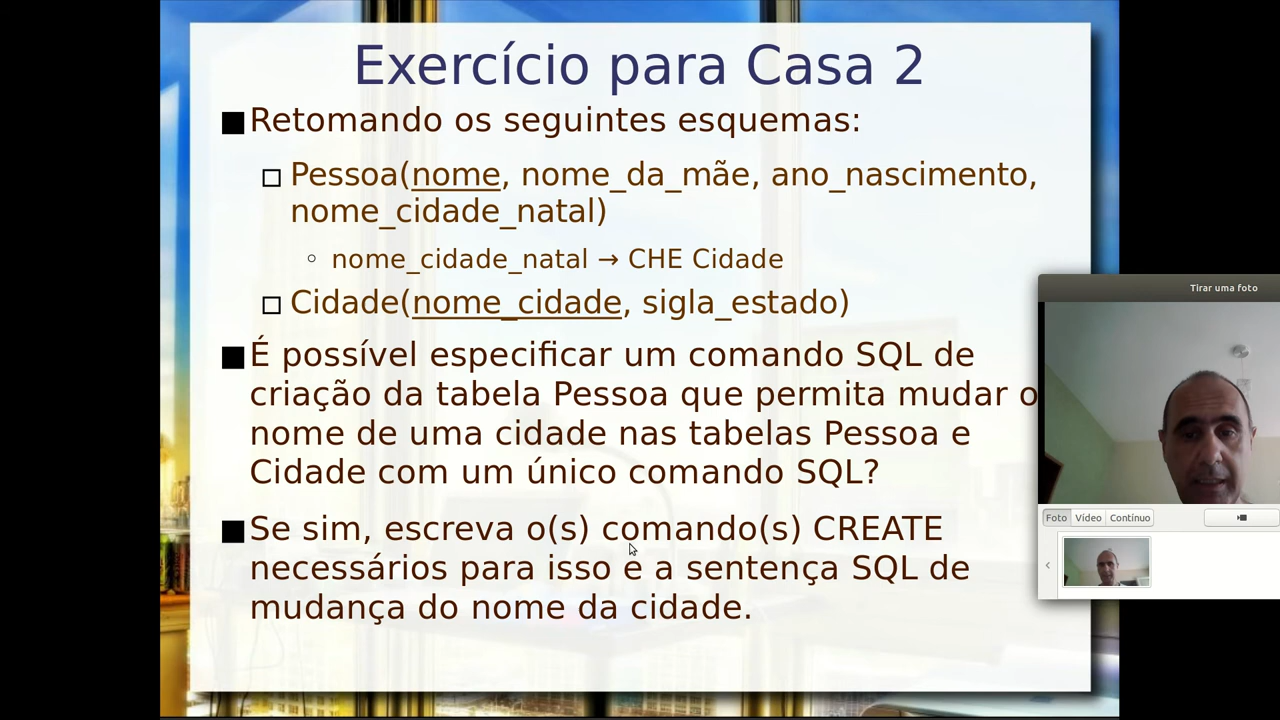 Exercício para Casa 2
Retomando os seguintes esquemas:
Pessoa(nome, nome_da_mãe, ano_nascimento,
nome_cidade_natal)
nome_cidade_natal → CHE Cidade
Cidade(nome_cidade, sigla_estado)
É possível especificar um comando SQL de
criação da tabela Pessoa que permita mudar o
nome de uma cidade nas tabelas Pessoa e
Cidade com um único comando SQL?
Se sim, escreva o(s) comando(s) CREATE
necessários para isso e a sentença SQL de
mudança do nome da cidade.
Tirar uma foto
Foto Vídeo Contínuo